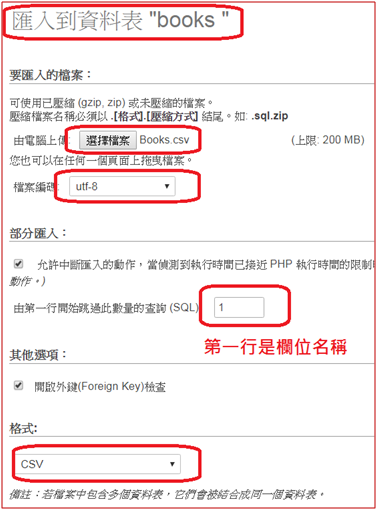 匯入到資料表 "books "
要匯入的檔案：
可使用已壓縮 (gzip, zip) 或未壓縮的檔案。
壓縮檔案名稱必須以 .[格式].[壓縮方式] 結尾。如: .sql.zip
由電腦上傳: 選擇檔案 Books.csv (上限: 200 MB)
您也可以在任何一個頁面上拖曳檔案。
檔案編碼: utf-8
部分匯入：
允許中斷匯入的動作，當偵測到執行時間已接近 PHP 執行時間的限制時
動作。)
由第一行開始跳過此數量的查詢 (SQL) 1
第一行是欄位名稱
其他選項：
開啟外鍵(Foreign Key)檢查
格式:
CSV
備註：若檔案中包含多個資料表，它們會被結合成同一個資料表。